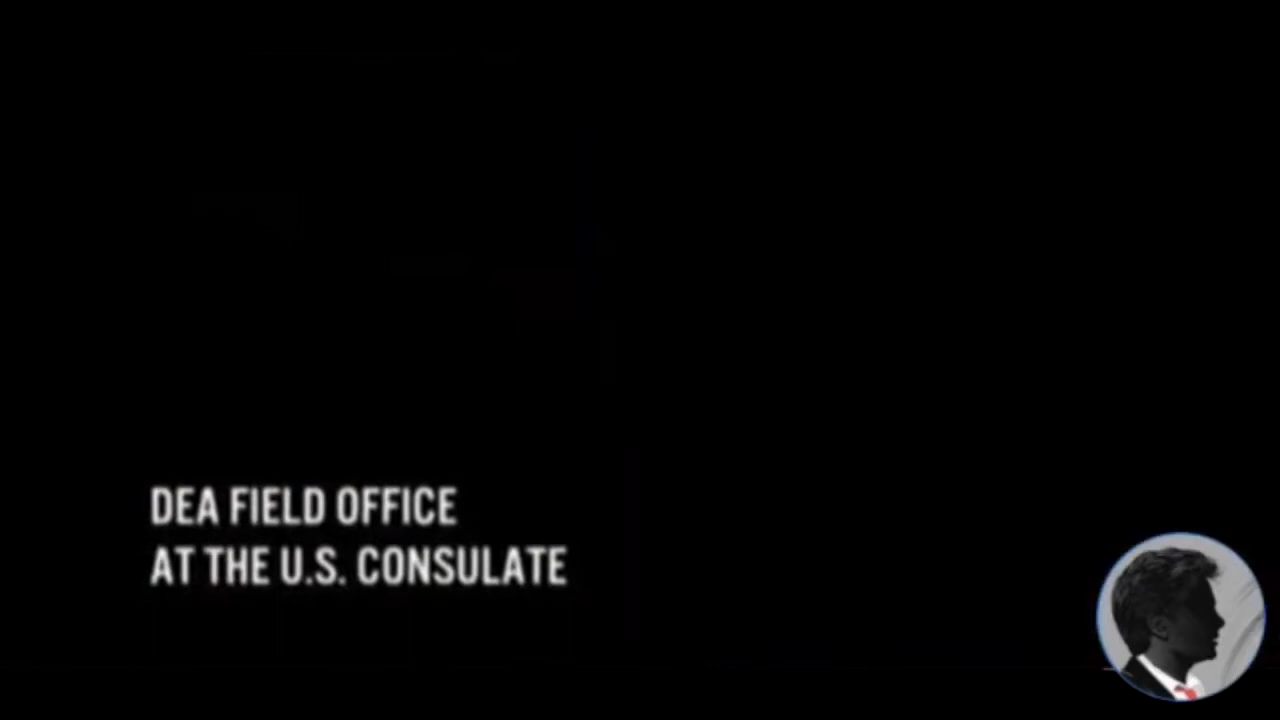 DEA FIELD OFFICE
AT THE U.S. CONSULATE